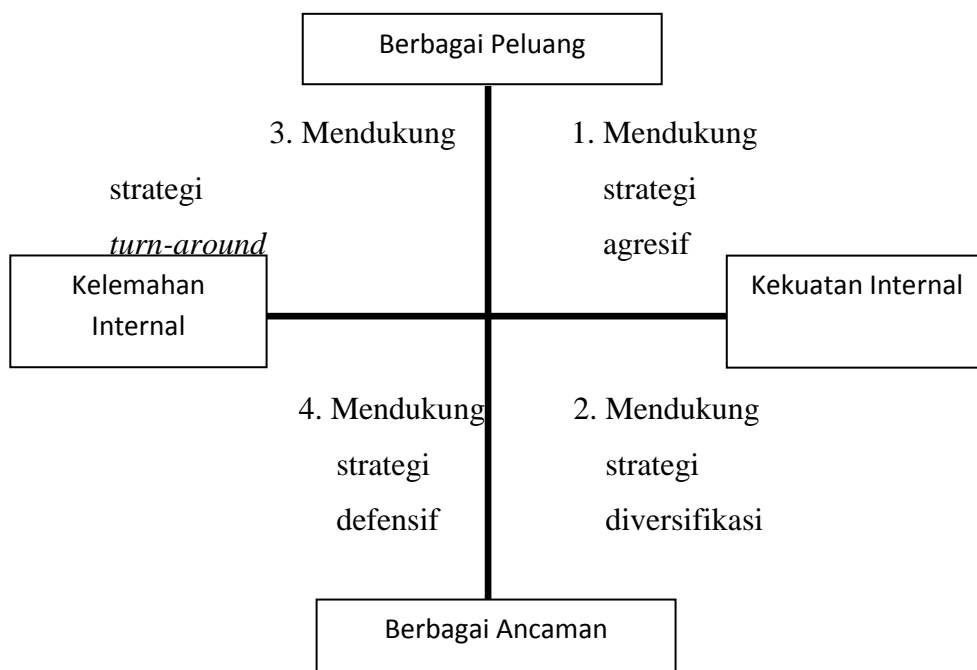 Berbagai Peluang
3. Mendukung
strategi
turn-around
1. Mendukung
strategi
agresif
Kelemahan
Internal
Kekuatan Internal
4. Mendukung
strategi
defensif
2. Mendukung
strategi
diversifikasi
Berbagai Ancaman